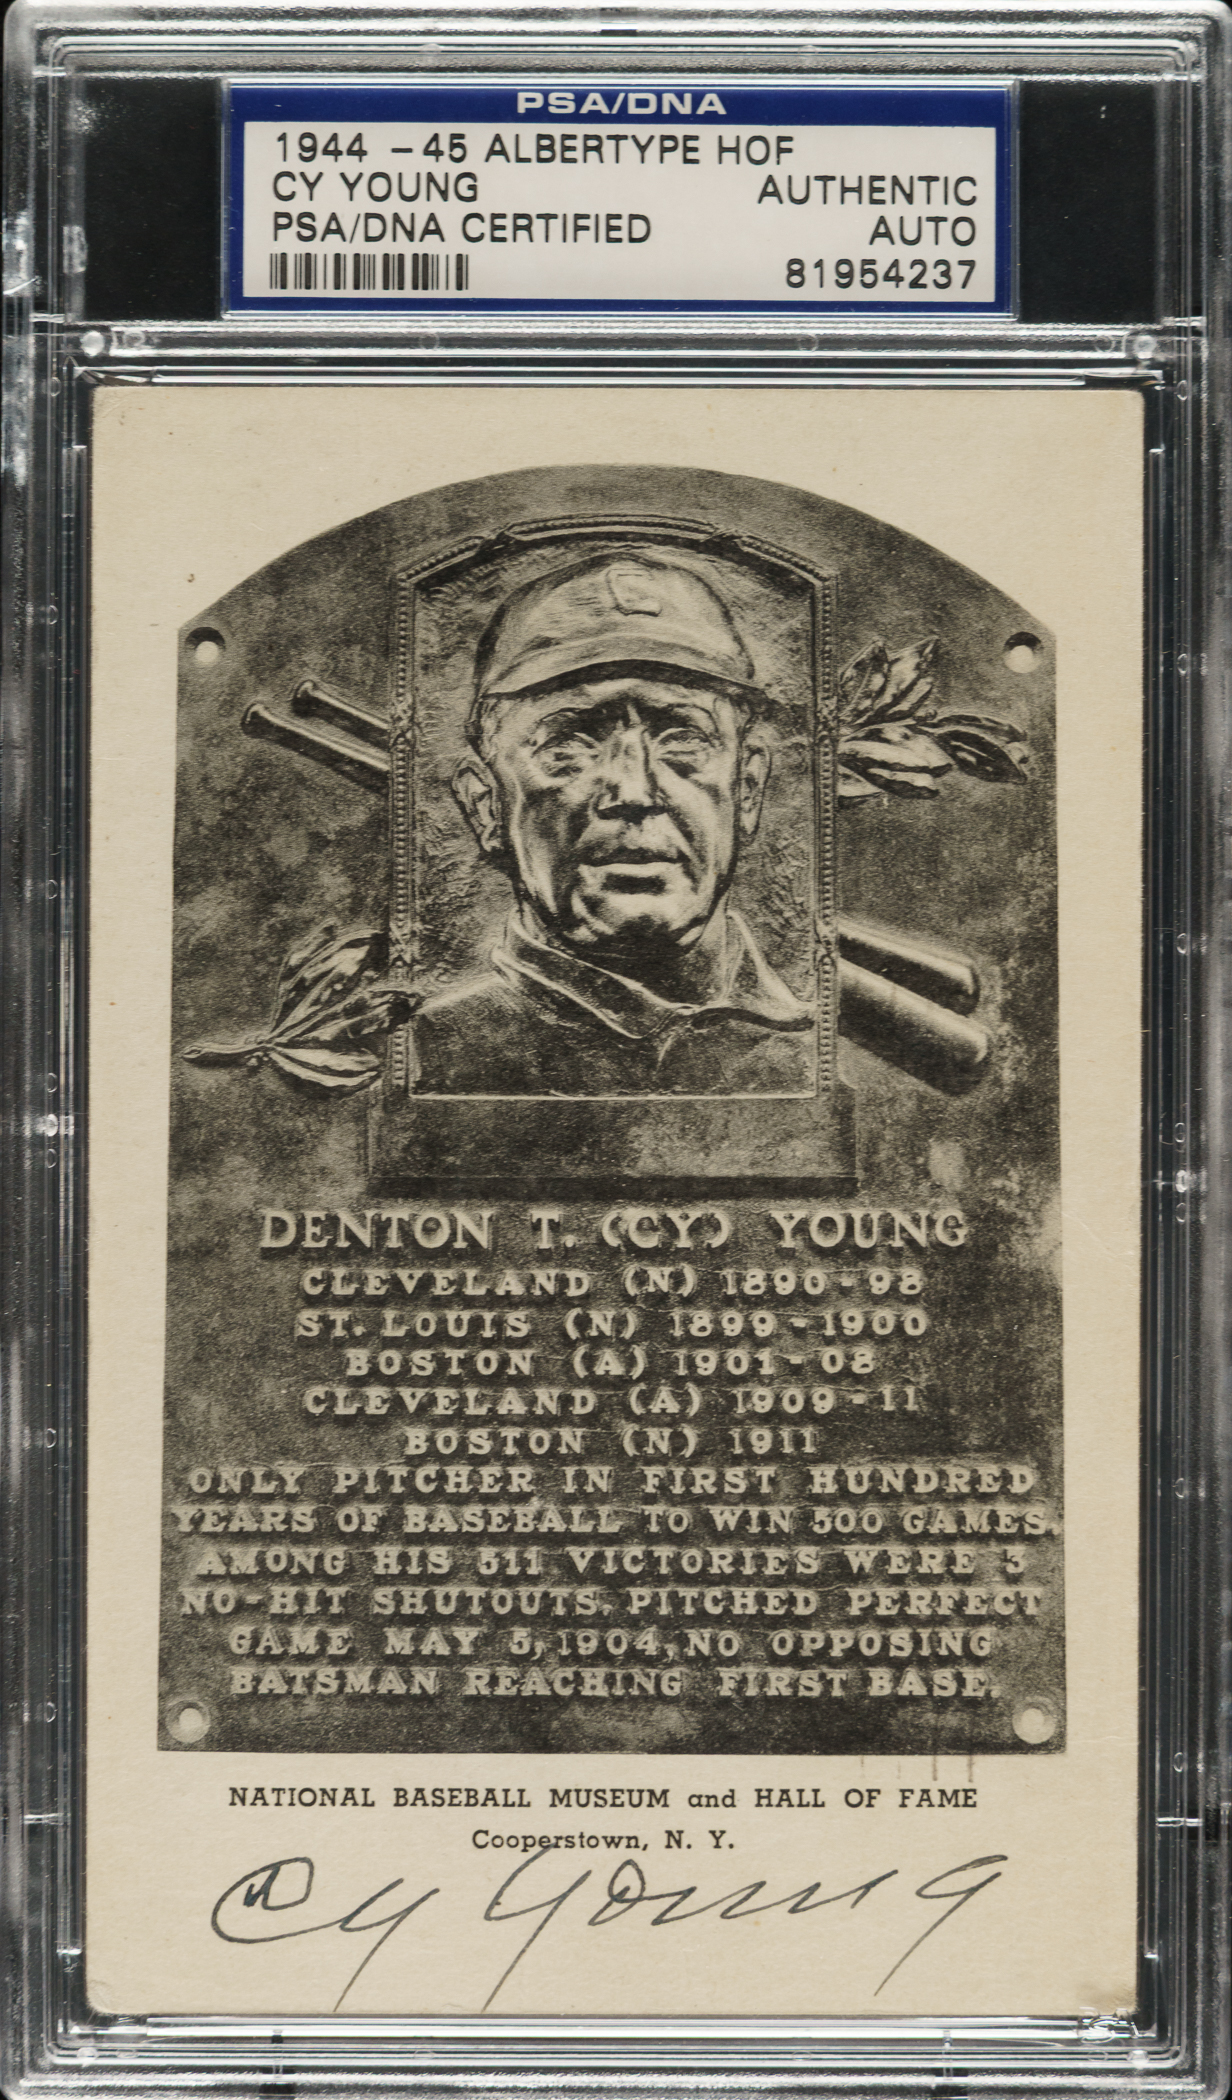 PSA/DNA
1944 - 45 ALBERTYPE HOF
CY YOUNG AUTHENTIC
PSA/DNA CERTIFIED AUTO
81954237
C
DENTON T. (CY) YOUNG
CLEVELAND (N) 1890-98
ST. LOUIS (N) 1899-1900
BOSTON (A) 1901-08
CLEVELAND (A) 1909-11
BOSTON (N) 1911
ONLY PITCHER IN FIRST HUNDRED
YEARS OF BASEBALL TO WIN 500 GAMES.
AMONG HIS 511 VICTORIES WERE 3
NO-HIT SHUTOUTS. PITCHED PERFECT
GAME MAY 5, 1904, NO OPPOSING
BATSMAN REACHING FIRST BASE.
NATIONAL BASEBALL MUSEUM and HALL OF FAME
Cooperstown, N. Y.
Cy Young